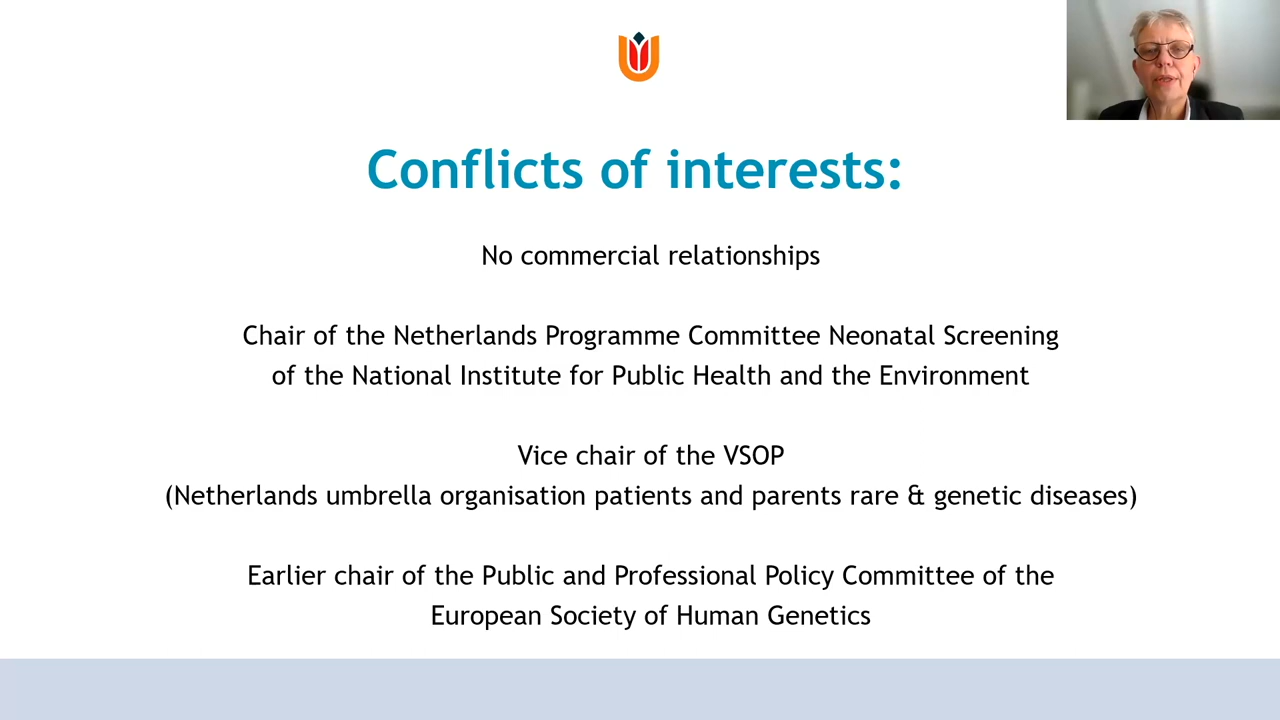 Conflicts of interests:
No commercial relationships
Chair of the Netherlands Programme Committee Neonatal Screening
of the National Institute for Public Health and the Environment
Vice chair of the VSOP
(Netherlands umbrella organisation patients and parents rare & genetic diseases)
Earlier chair of the Public and Professional Policy Committee of the
European Society of Human Genetics